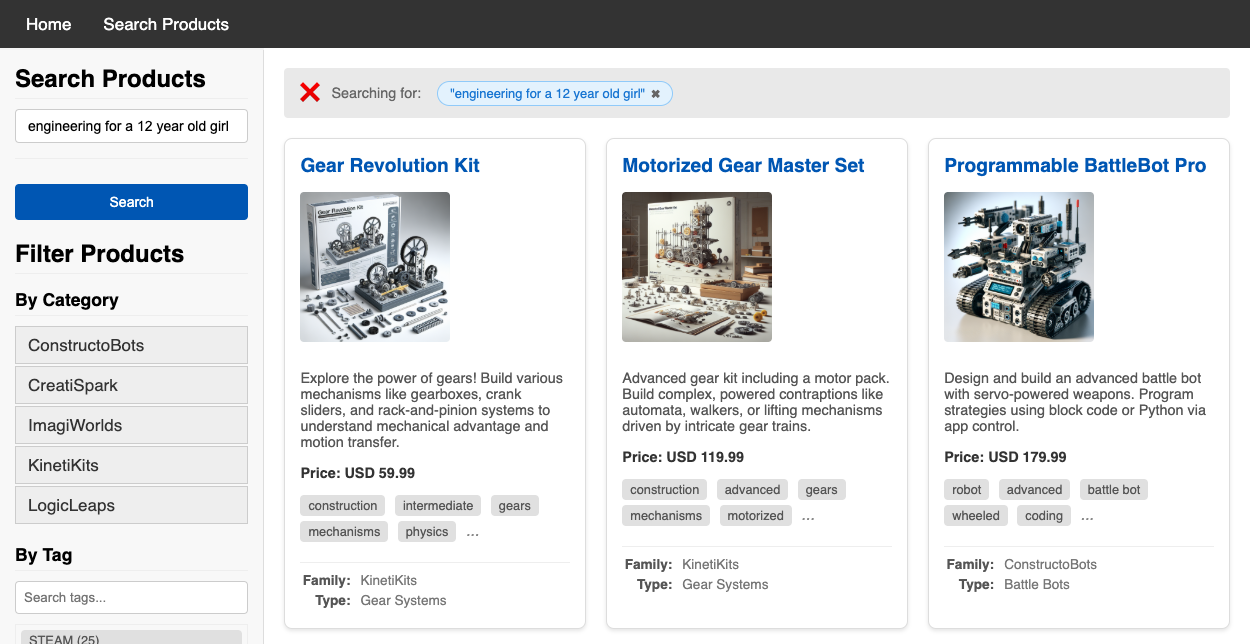 Home Search Products
Search Products
engineering for a 12 year old girl
Search
Filter Products
By Category
ConstructoBots
CreatiSpark
ImagiWorlds
KinetiKits
LogicLeaps
By Tag
Search tags...
STEAM (25)
Searching for: "engineering for a 12 year old girl" ✖
Gear Revolution Kit
Gear Revolution Kit
Explore the power of gears! Build various
mechanisms like gearboxes, crank
sliders, and rack-and-pinion systems to
understand mechanical advantage and
motion transfer.
Price: USD 59.99
construction intermediate gears
mechanisms physics ...
Family: KinetiKits
Type: Gear Systems
Motorized Gear Master Set
Advanced gear kit including a motor pack.
Build complex, powered contraptions like
automata, walkers, or lifting mechanisms
driven by intricate gear trains.
Price: USD 119.99
construction advanced gears
mechanisms motorized ...
Family: KinetiKits
Type: Gear Systems
Programmable BattleBot Pro
Design and build an advanced battle bot
with servo-powered weapons. Program
strategies using block code or Python via
app control.
Price: USD 179.99
robot advanced battle bot
wheeled coding ...
Family: ConstructoBots
Type: Battle Bots